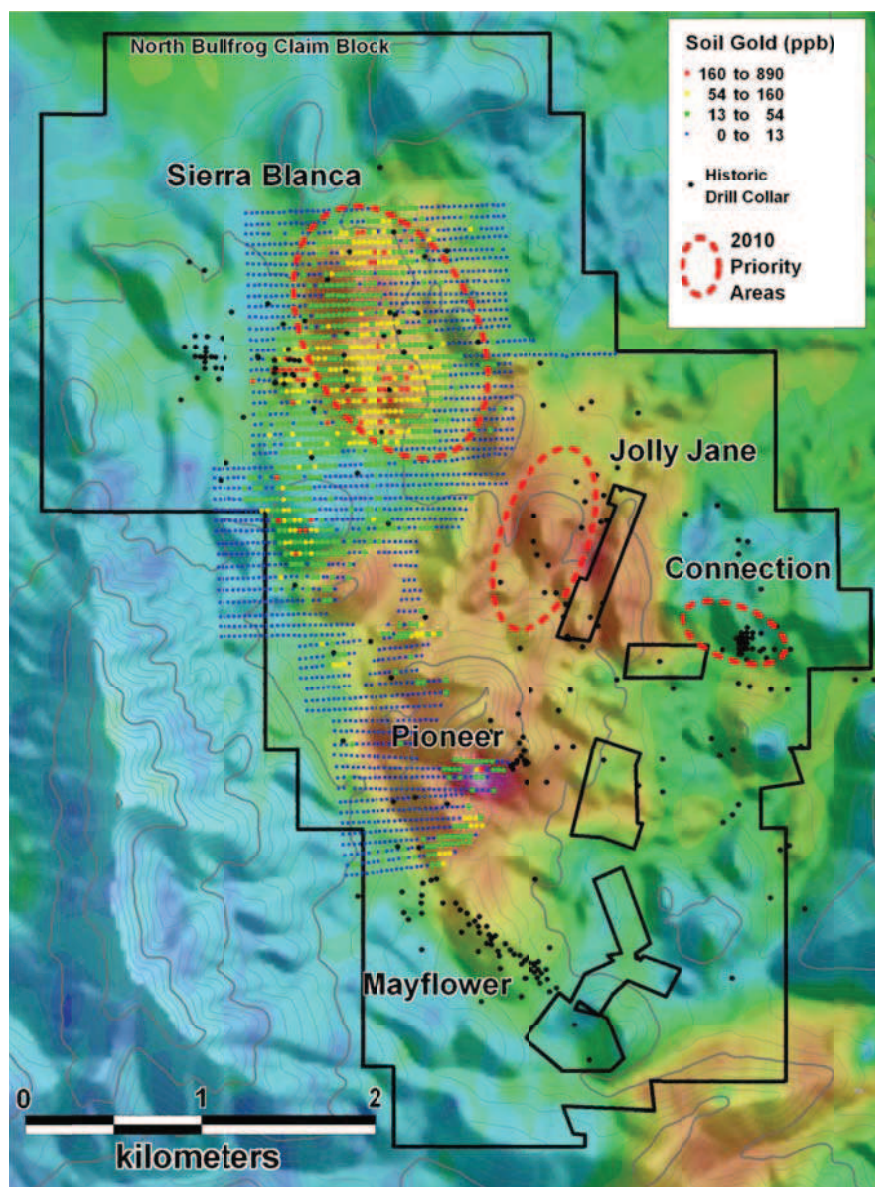 North Bullfrog Claim Block
Soil Gold (ppb)
160 to 890
54 to 160
13 to 54
0 to 13
Historic
Drill Collar
2010
Priority
Areas
Sierra Blanca
Jolly Jane
Connection
Pioneer
Mayflower
0 1 2
kilometers